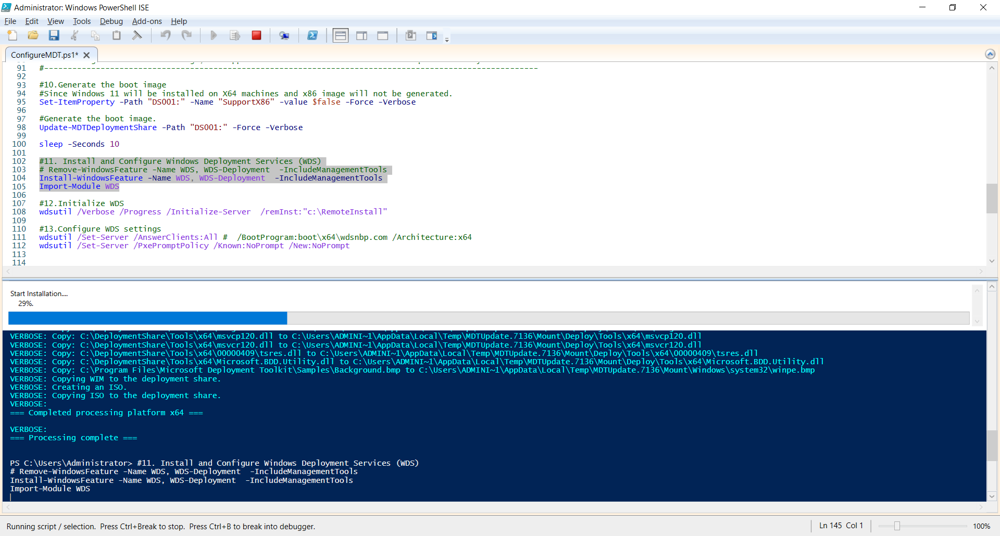 Administrator: Windows PowerShell ISE
File Edit View Tools Debug Add-ons Help
ConfigureMDT.ps1*
91 #---------------------------------------------------------------------------------------------------------
92
93 #10.Generate the boot image
94 #Since Windows 11 will be installed on X64 machines and x86 image will not be generated.
95 Set-ItemProperty -Path "DS001:" -Name "SupportX86" -value $false -Force -Verbose
96
97 #Generate the boot image.
98 Update-MDTDeploymentShare -Path "DS001:" -Force -Verbose
99
100 sleep -Seconds 10
101
102 #11. Install and Configure Windows Deployment Services (WDS)
103 # Remove-WindowsFeature -Name WDS, WDS-Deployment  -IncludeManagementTools
104 Install-WindowsFeature -Name WDS, WDS-Deployment  -IncludeManagementTools
105 Import-Module WDS
106
107 #12.Initialize WDS
108 wdsutil /Verbose /Progress /Initialize-Server  /remInst:"c:\RemoteInstall"
109
110 #13.Configure WDS settings
111 wdsutil /Set-Server /AnswerClients:All #  /BootProgram:boot\x64\wdsnbp.com /Architecture:x64
112 wdsutil /Set-Server /PxePromptPolicy /Known:NoPrompt /New:NoPrompt
113
114
Start Installation....
29%.
VERBOSE: Copy: C:\DeploymentShare\Tools\x64\msvcp120.dll to C:\Users\ADMINI~1\AppData\Local\Temp\MDTUpdate.7136\Mount\Deploy\Tools\x64\msvcp120.dll
VERBOSE: Copy: C:\DeploymentShare\Tools\x64\msvcr120.dll to C:\Users\ADMINI~1\AppData\Local\Temp\MDTUpdate.7136\Mount\Deploy\Tools\x64\msvcr120.dll
VERBOSE: Copy: C:\DeploymentShare\Tools\x64\00000409\tsres.dll to C:\Users\ADMINI~1\AppData\Local\Temp\MDTUpdate.7136\Mount\Deploy\Tools\x64\00000409\tsres.dll
VERBOSE: Copy: C:\DeploymentShare\Tools\x64\Microsoft.BDD.Utility.dll to C:\Users\ADMINI~1\AppData\Local\Temp\MDTUpdate.7136\Mount\Deploy\Tools\x64\Microsoft.BDD.Utility.dll
VERBOSE: Copy: C:\Program Files\Microsoft Deployment Toolkit\Samples\Background.bmp to C:\Users\ADMINI~1\AppData\Local\Temp\MDTUpdate.7136\Mount\Windows\system32\winpe.bmp
VERBOSE: Copying WIM to the deployment share.
VERBOSE: Creating an ISO.
VERBOSE: Copying ISO to the deployment share.
VERBOSE:
=== Completed processing platform x64 ===
VERBOSE:
=== Processing complete ===
PS C:\Users\Administrator> #11. Install and Configure Windows Deployment Services (WDS)
# Remove-WindowsFeature -Name WDS, WDS-Deployment  -IncludeManagementTools
Install-WindowsFeature -Name WDS, WDS-Deployment  -IncludeManagementTools
Import-Module WDS
Running script / selection.  Press Ctrl+Break to stop.  Press Ctrl+B to break into debugger.
Ln 145 Col 1
100%